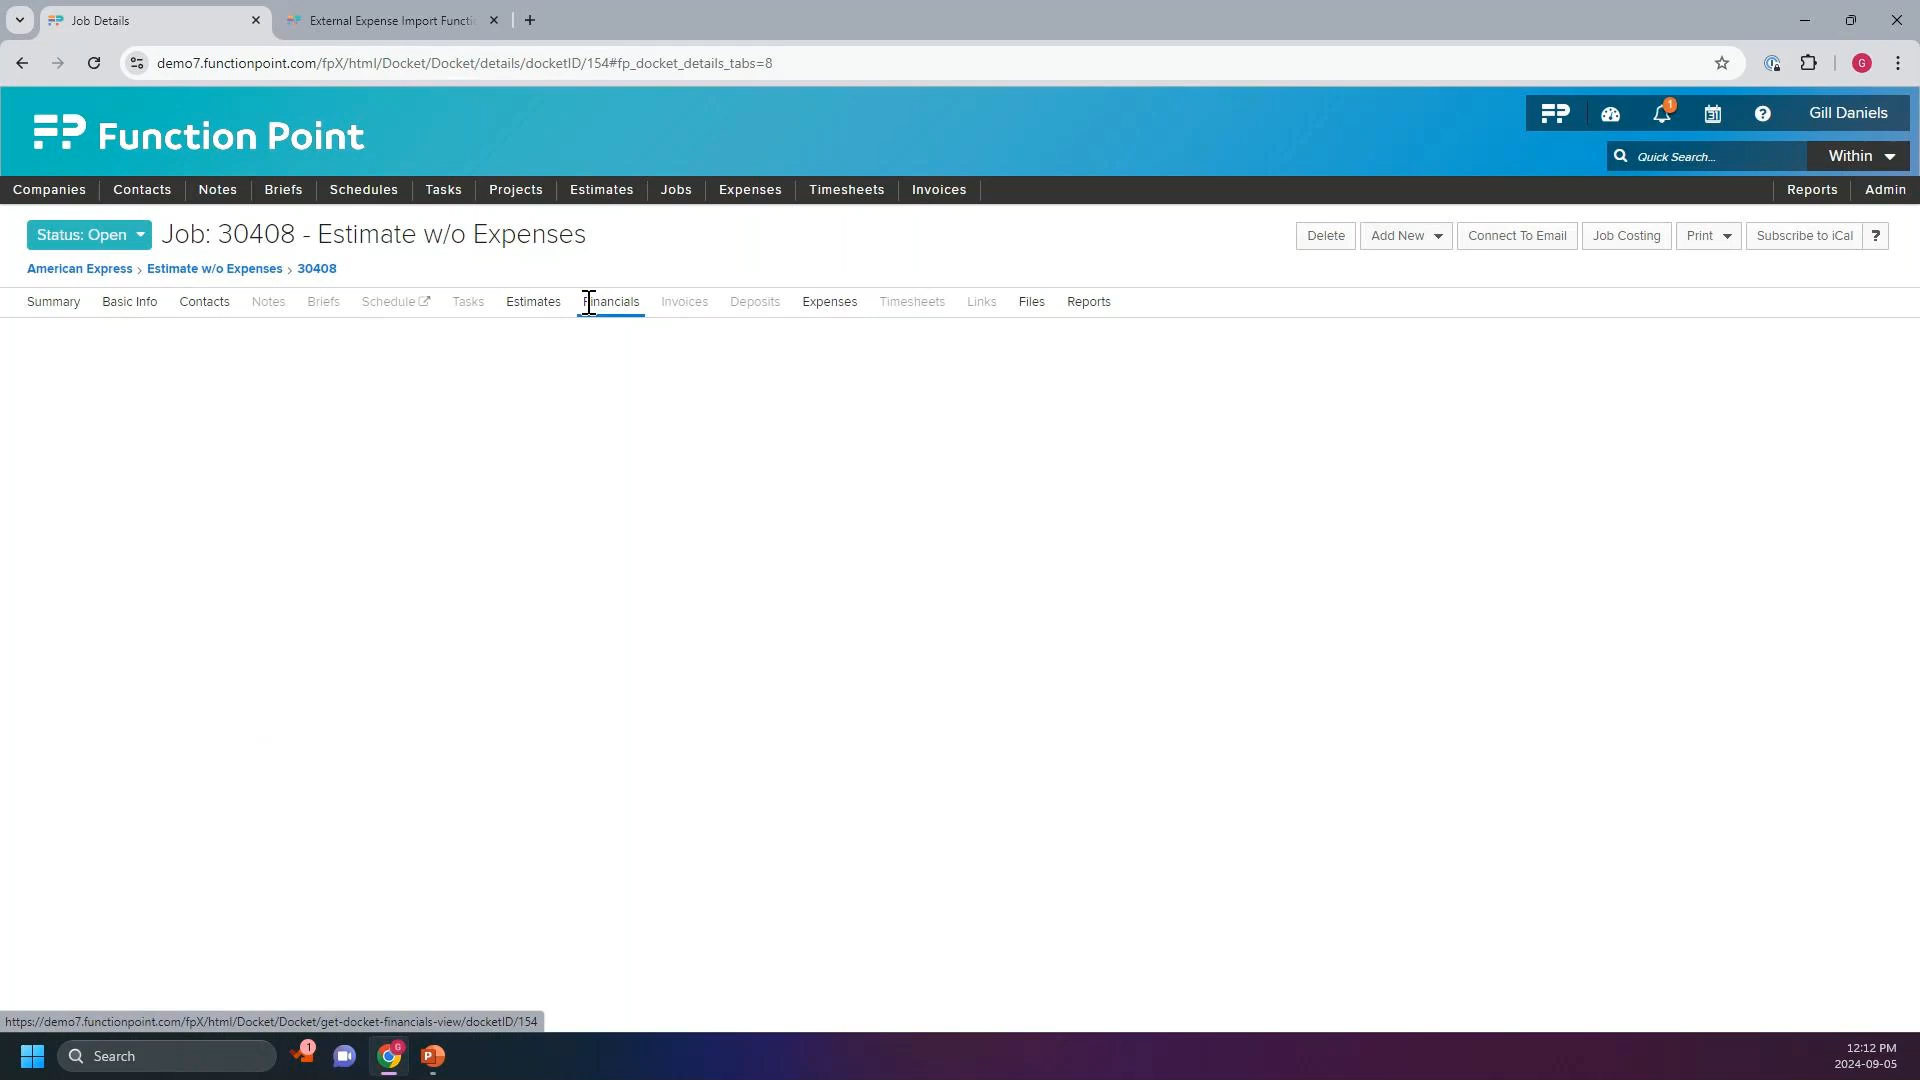 Job Details
External Expense Import Functi
demo7.functionpoint.com/fpX/html/Docket/Docket/details/docketID/154#fp_docket_details_tabs=8
G
FP Function Point
FP
1
31
?
Gill Daniels
Quick Search...
Within
Companies Contacts Notes Briefs Schedules Tasks Projects Estimates Jobs Expenses Timesheets Invoices Reports Admin
Status: Open
Job: 30408 - Estimate w/o Expenses
Delete Add New Connect To Email Job Costing Print Subscribe to iCal ?
American Express › Estimate w/o Expenses › 30408
Summary Basic Info Contacts Notes Briefs Schedule Tasks Estimates Financials Invoices Deposits Expenses Timesheets Links Files Reports
https://demo7.functionpoint.com/fpX/html/Docket/Docket/get-docket-financials-view/docketID/154
Search
1
G
P
12:12 PM
2024-09-05